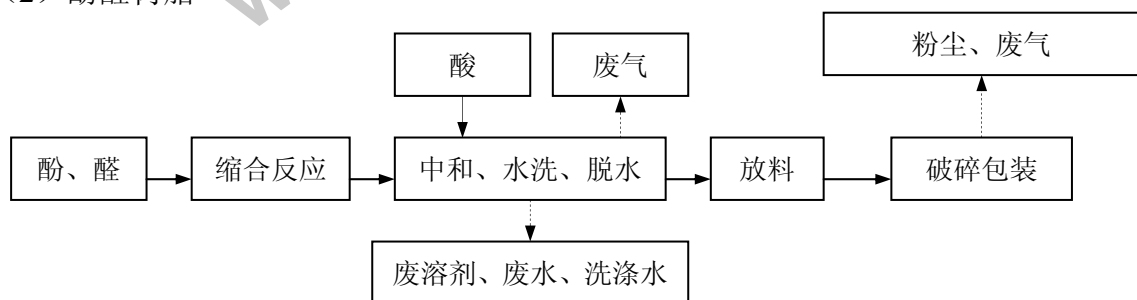 (2)酚醛树脂
粉尘、废气
酸
废气
酚、醛
缩合反应
中和、水洗、脱水
放料
破碎包装
废溶剂、废水、洗涤水